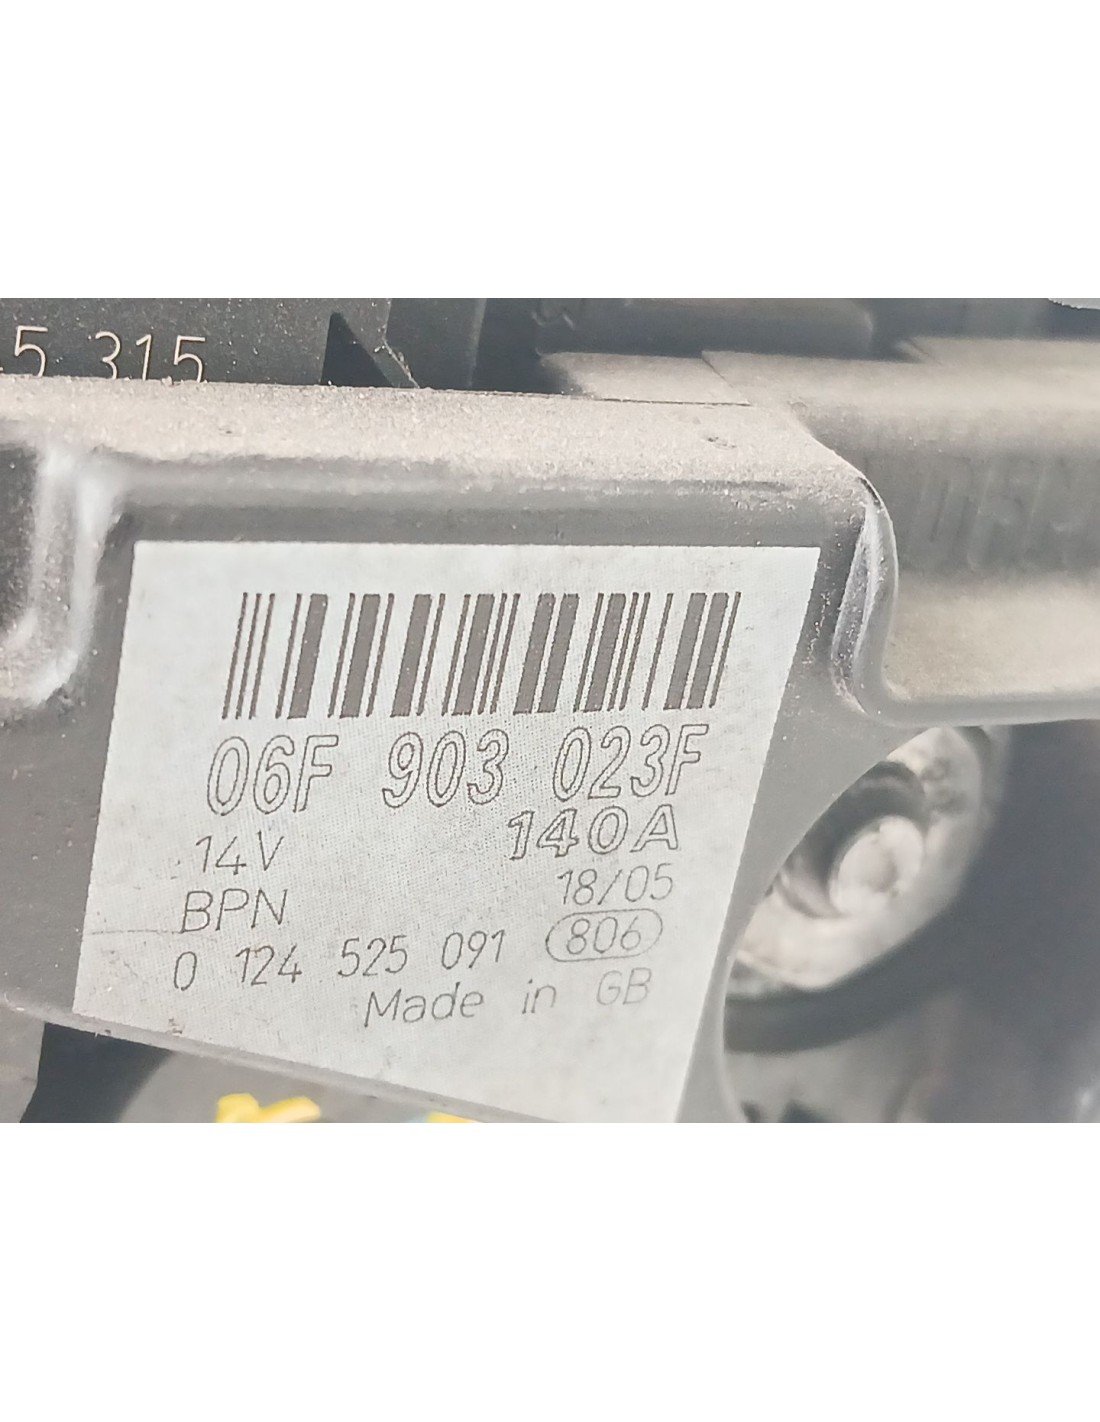 5 315
06F 903 023F
14V 140A
BPN 18/05
0 124 525 091 806
Made in GB